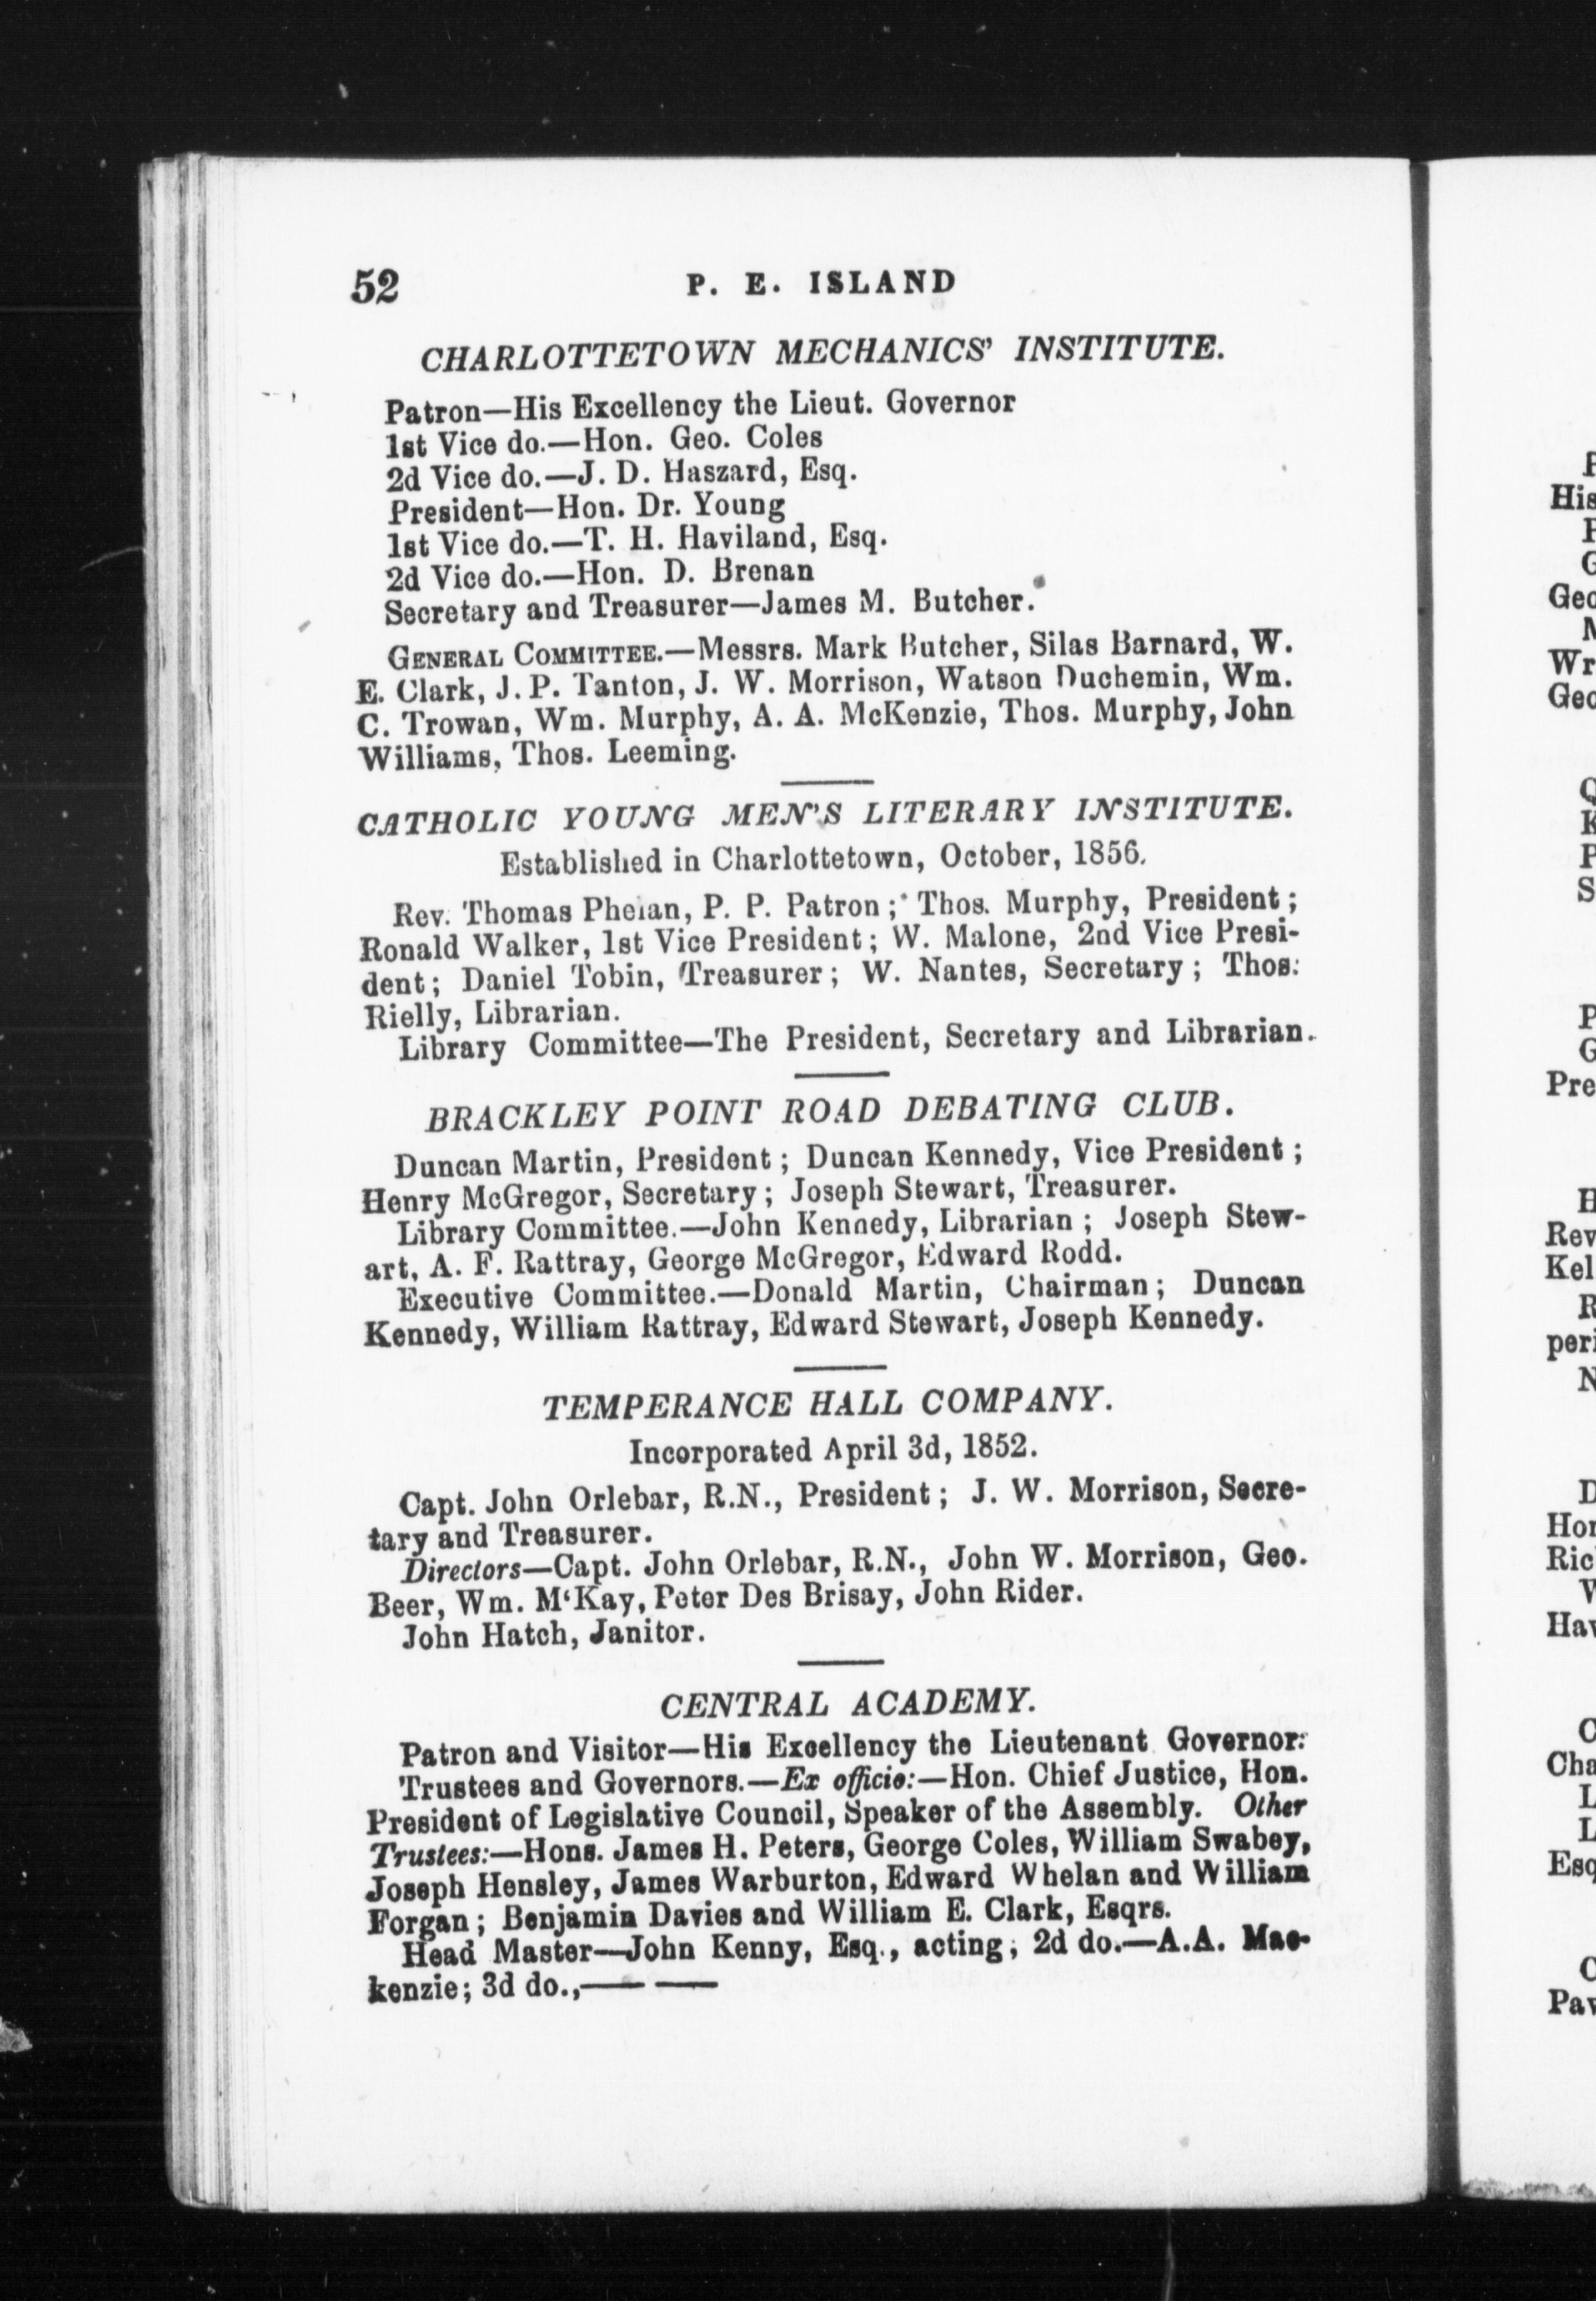 52 P. E. ISLAND
CHARLOTTETOWN MECHANICS' INSTITUTE.
Patron—His Excellency the Lieut. Governor
1st Vice do.—Hon. Geo. Coles
2d Vice do.—J. D. Haszard, Esq.
President—Hon. Dr. Young
1st Vice do.—T. H. Haviland, Esq.
2d Vice do.—Hon. D. Brenan
Secretary and Treasurer—James M. Butcher.
GENERAL COMMITTEE.—Messrs. Mark Butcher, Silas Barnard, W.
E. Clark, J. P. Tanton, J. W. Morrison, Watson Duchemin, Wm.
C. Trowan, Wm. Murphy, A. A. McKenzie, Thos. Murphy, John
Williams, Thos. Leeming.
CATHOLIC YOUNG MEN'S LITERARY INSTITUTE.
Established in Charlottetown, October, 1856.
Rev. Thomas Phelan, P. P. Patron; Thos. Murphy, President;
Ronald Walker, 1st Vice President; W. Malone, 2nd Vice Presi-
dent; Daniel Tobin, Treasurer; W. Nantes, Secretary; Thos.
Rielly, Librarian.
Library Committee—The President, Secretary and Librarian.
BRACKLEY POINT ROAD DEBATING CLUB.
Duncan Martin, President; Duncan Kennedy, Vice President;
Henry McGregor, Secretary; Joseph Stewart, Treasurer.
Library Committee.—John Kennedy, Librarian; Joseph Stew-
art, A. F. Rattray, George McGregor, Edward Rodd.
Executive Committee.—Donald Martin, Chairman; Duncan
Kennedy, William Rattray, Edward Stewart, Joseph Kennedy.
TEMPERANCE HALL COMPANY.
Incorporated April 3d, 1852.
Capt. John Orlebar, R.N., President; J. W. Morrison, Secre-
tary and Treasurer.
Directors—Capt. John Orlebar, R.N., John W. Morrison, Geo.
Beer, Wm. M'Kay, Peter Des Brisay, John Rider.
John Hatch, Janitor.
CENTRAL ACADEMY.
Patron and Visitor—His Excellency the Lieutenant Governor.
Trustees and Governors.—Ex officio:—Hon. Chief Justice, Hon.
President of Legislative Council, Speaker of the Assembly. Other
Trustees:—Hons. James H. Peters, George Coles, William Swabey,
Joseph Hensley, James Warburton, Edward Whelan and William
Forgan; Benjamin Davies and William E. Clark, Esqrs.
Head Master—John Kenny, Esq., acting; 2d do.—A.A. Mac-
kenzie; 3d do.,—— ——